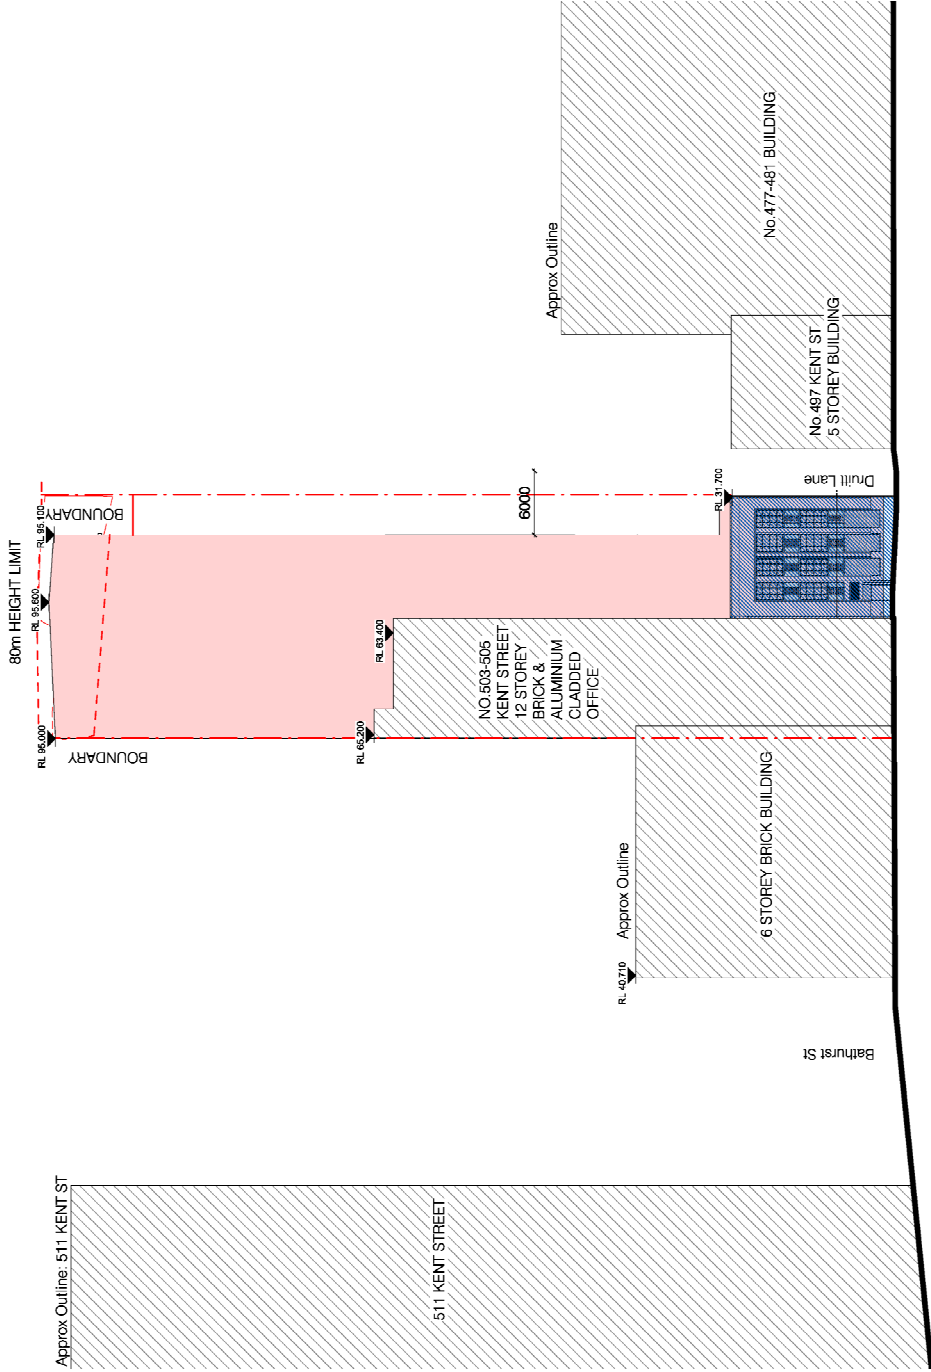 80m HEIGHT LIMIT
RL 95.000
RL 95.600
RL 95.100
BOUNDARY
BOUNDARY
Approx Outline: 511 KENT ST
511 KENT STREET
Bathurst St
RL 40.710
Approx Outline
6 STOREY BRICK BUILDING
RL 65.200
RL 63.400
NO.503-505
KENT STREET
12 STOREY
BRICK &
ALUMINIUM
CLADDED
OFFICE
6000
RL 31.700
Druitt Lane
No.497 KENT ST
5 STOREY BUILDING
Approx Outline
No.477-481 BUILDING